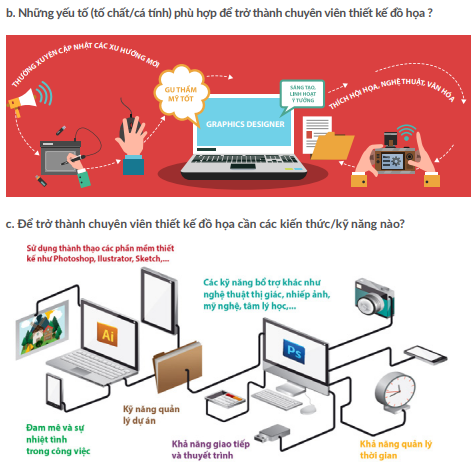 b. Những yếu tố (tố chất/cá tính) phù hợp để trở thành chuyên viên thiết kế đồ họa ?
THƯỜNG XUYÊN CẬP NHẬT CÁC XU HƯỚNG MỚI
GU THẨM
MỸ TỐT
GRAPHICS DESIGNER
SÁNG TẠO,
LINH HOẠT
Ý TƯỞNG
THÍCH HỘI HỌA, NGHỆ THUẬT, VĂN HÓA
c. Để trở thành chuyên viên thiết kế đồ họa cần các kiến thức/kỹ năng nào?
Sử dụng thành thạo các phần mềm thiết
kế như Photoshop, Ilustrator, Sketch,...
Các kỹ năng bổ trợ khác như
nghệ thuật thị giác, nhiếp ảnh,
mỹ nghệ, tâm lý học,...
Ai
Ps
Kỹ năng quản
lý dự án
Đam mê và sự
nhiệt tình
trong công việc
Khả năng giao tiếp
và thuyết trình
Khả năng quản lý
thời gian